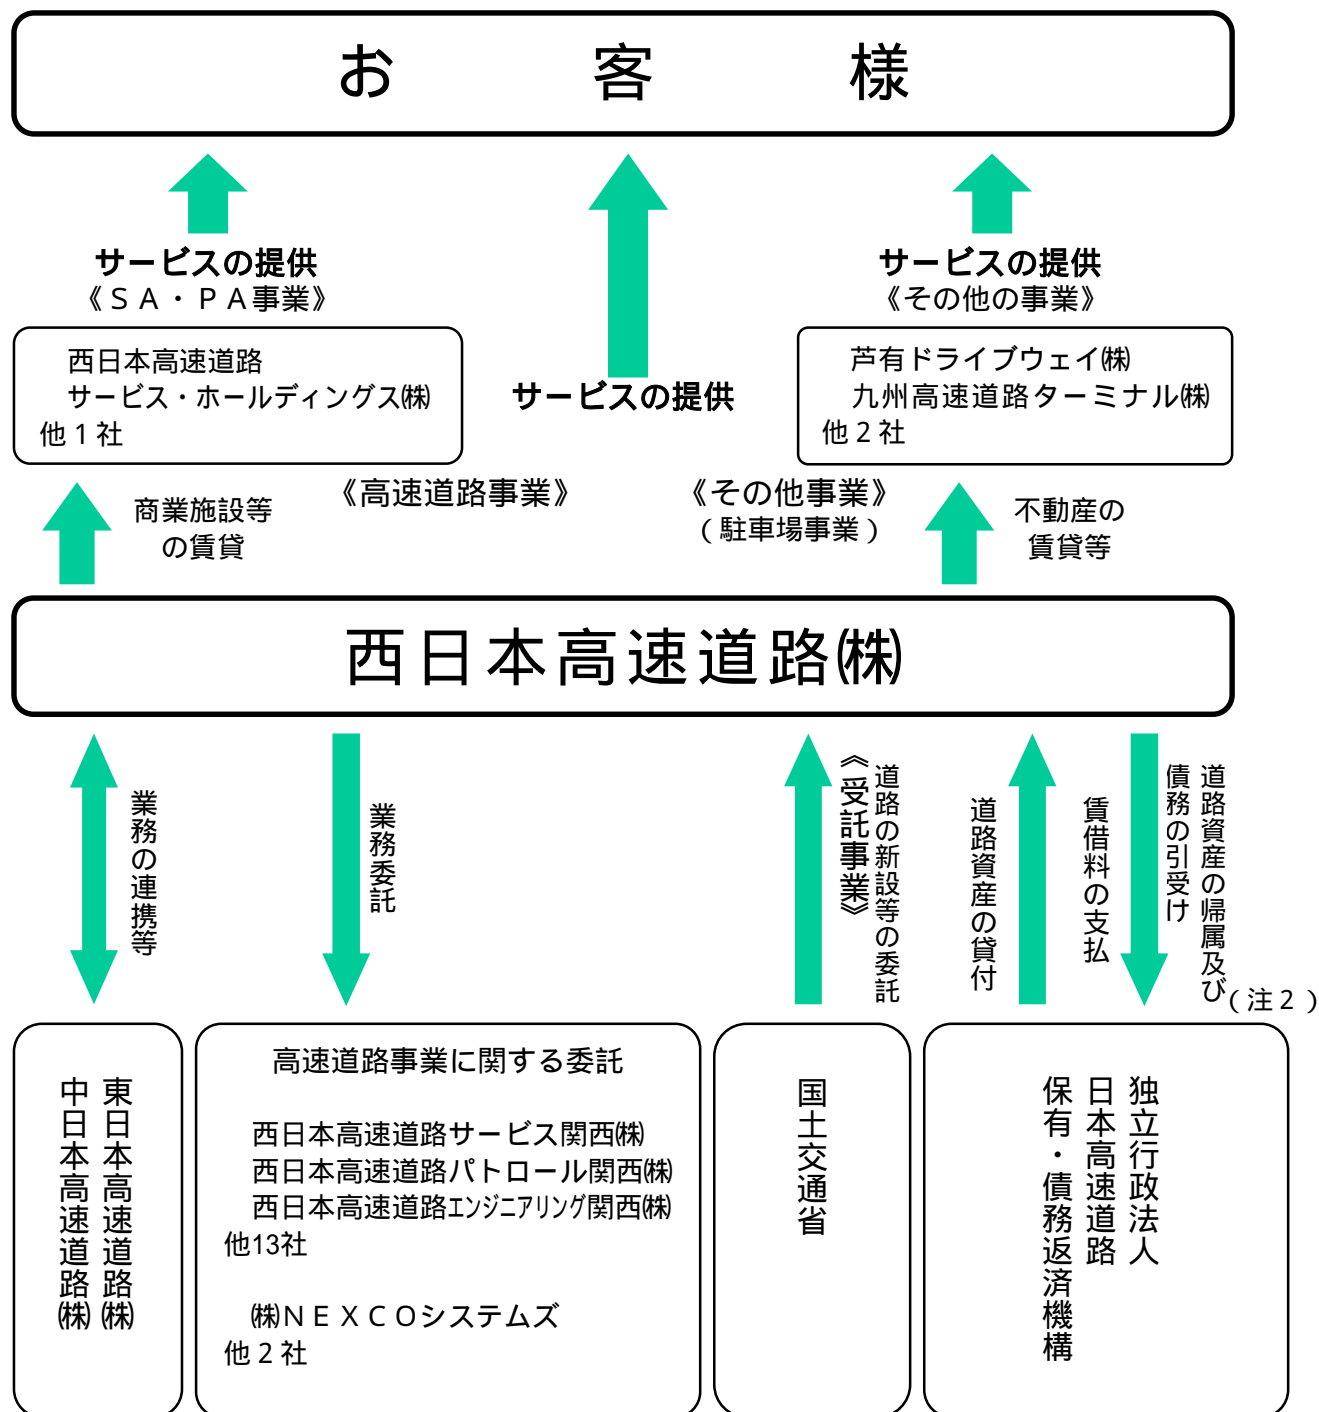 お客様
サービスの提供
《ＳＡ・ＰＡ事業》
西日本高速道路
サービス・ホールディングス㈱
他１社
サービスの提供
サービスの提供
《その他の事業》
芦有ドライブウェイ㈱
九州高速道路ターミナル㈱
他２社
商業施設等
の賃貸
《高速道路事業》
《その他事業》
（駐車場事業）
不動産の
賃貸等
西日本高速道路㈱
業務の連携等
業務委託
《受託事業》
道路の新設等の委託
道路資産の貸付
賃借料の支払
道路資産の帰属及び
債務の引受け
（注２）
東日本高速道路㈱
中日本高速道路㈱
高速道路事業に関する委託
西日本高速道路サービス関西㈱
西日本高速道路パトロール関西㈱
西日本高速道路エンジニアリング関西㈱
他13社
㈱ＮＥＸＣＯシステムズ
他２社
国土交通省
独立行政法人
日本高速道路
保有・債務返済機構